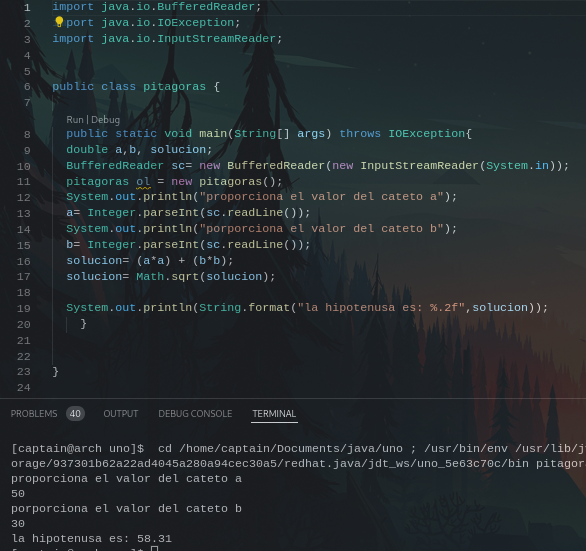 1 import java.io.BufferedReader;
2 port java.io.IOException;
3 import java.io.InputStreamReader;
4
5
6 public class pitagoras {
7
Run | Debug
8 public static void main(String[] args) throws IOException{
9 double a,b, solucion;
10 BufferedReader sc= new BufferedReader(new InputStreamReader(System.in));
11 pitagoras ol = new pitagoras();
12 System.out.println("proporciona el valor del cateto a");
13 a= Integer.parseInt(sc.readLine());
14 System.out.println("porporciona el valor del cateto b");
15 b= Integer.parseInt(sc.readLine());
16 solucion= (a*a) + (b*b);
17 solucion= Math.sqrt(solucion);
18
19 System.out.println(String.format("la hipotenusa es: %.2f",solucion));
20 }
21
22
23 }
24
PROBLEMS 40 OUTPUT DEBUG CONSOLE TERMINAL
[captain@arch uno]$ cd /home/captain/Documents/java/uno ; /usr/bin/env /usr/lib/j
orage/937301b62a22ad4045a280a94cec30a5/redhat.java/jdt_ws/uno_5e63c70c/bin pitagor
proporciona el valor del cateto a
50
porporciona el valor del cateto b
30
la hipotenusa es: 58.31